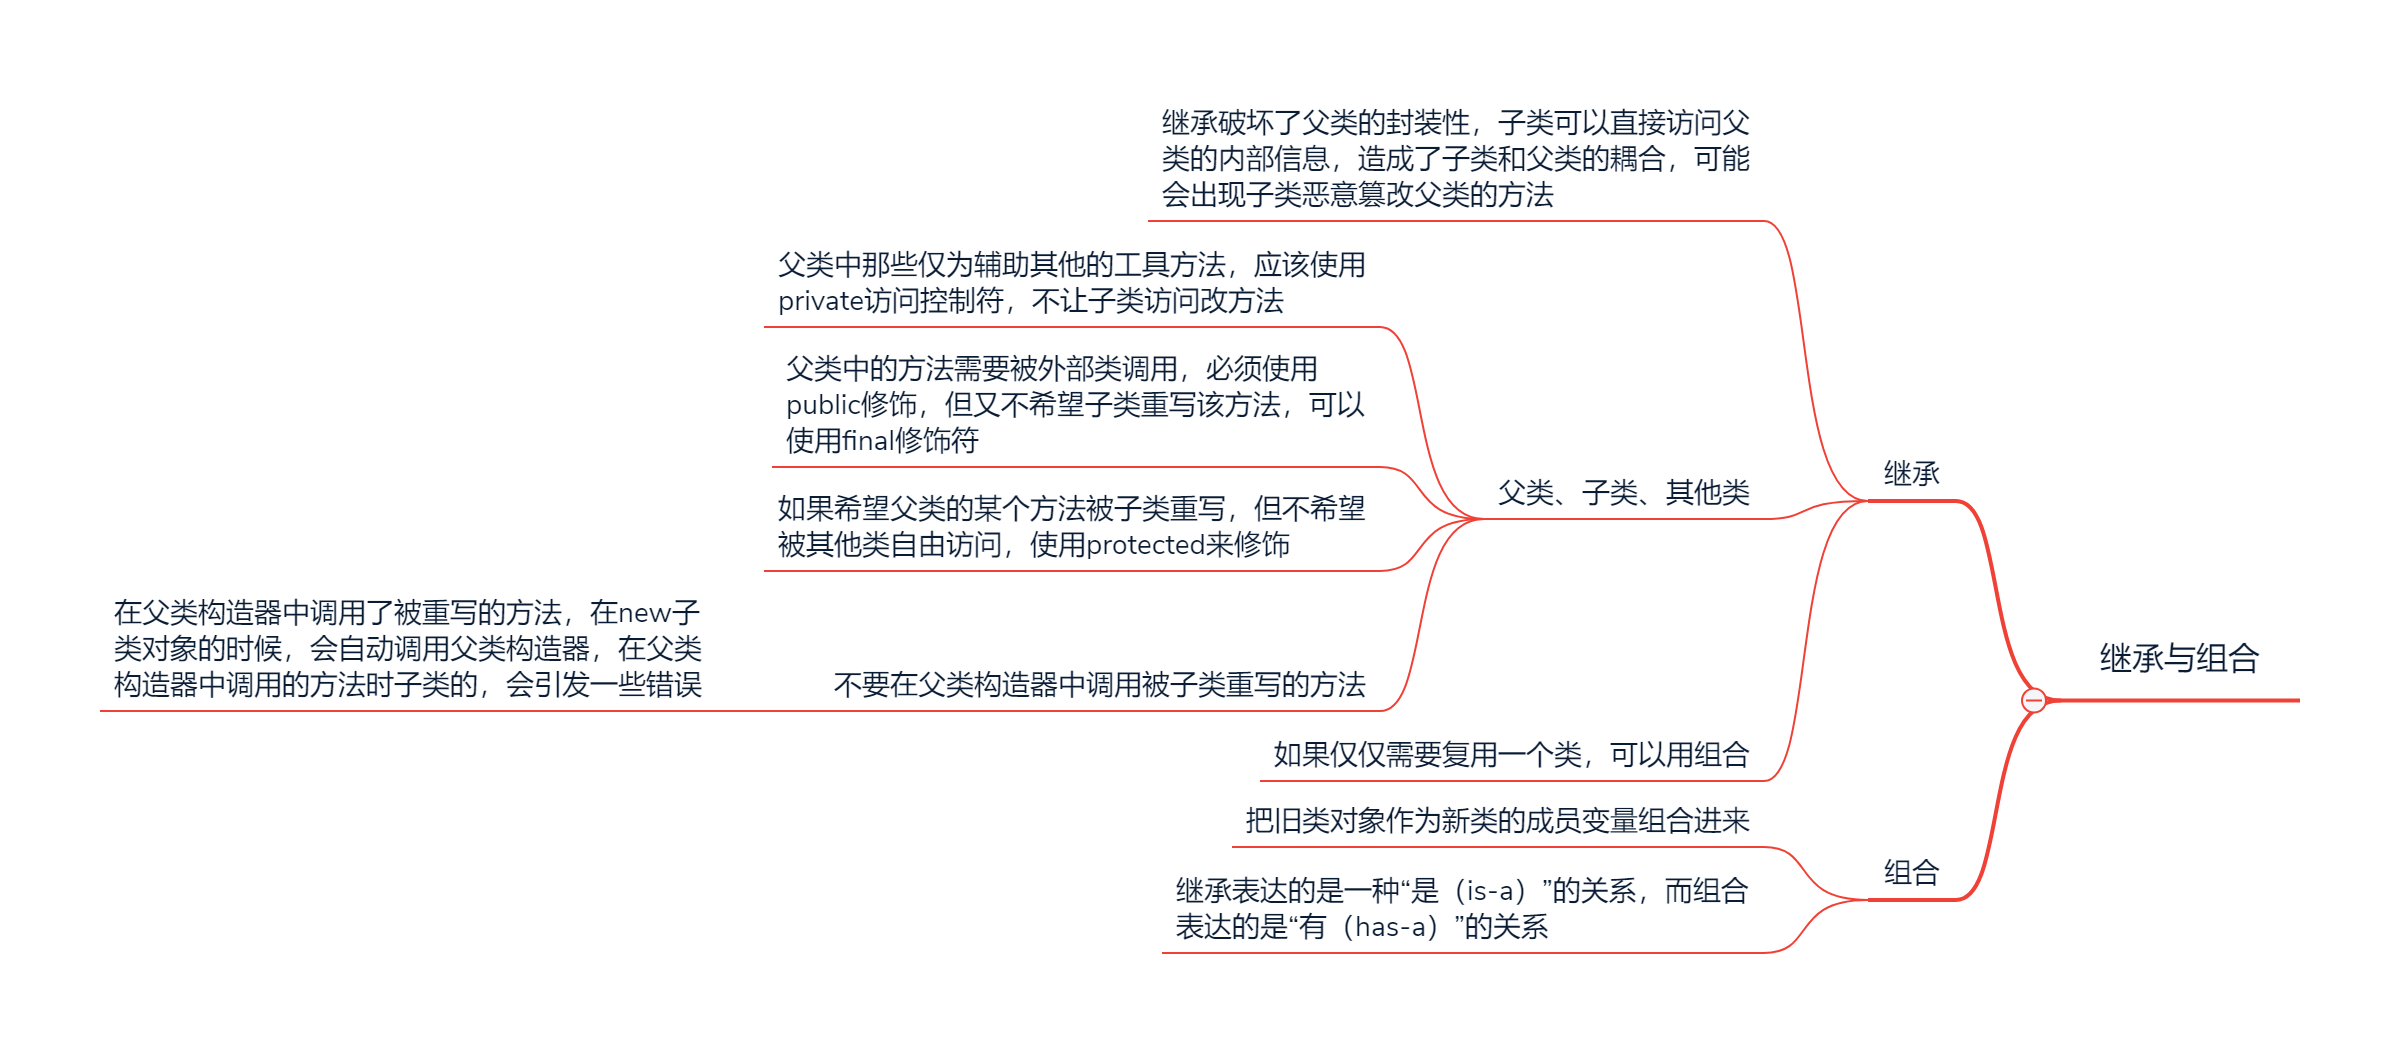 继承破坏了父类的封装性，子类可以直接访问父
类的内部信息，造成了子类和父类的耦合，可能
会出现子类恶意篡改父类的方法
父类中那些仅为辅助其他的工具方法，应该使用
private访问控制符，不让子类访问改方法
父类中的方法需要被外部类调用，必须使用
public修饰，但又不希望子类重写该方法，可以
使用final修饰符
继承
父类、子类、其他类
如果希望父类的某个方法被子类重写，但不希望
被其他类自由访问，使用protected来修饰
在父类构造器中调用了被重写的方法，在new子
类对象的时候，会自动调用父类构造器，在父类
构造器中调用的方法时子类的，会引发一些错误
不要在父类构造器中调用被子类重写的方法
继承与组合
如果仅仅需要复用一个类，可以用组合
把旧类对象作为新类的成员变量组合进来
组合
继承表达的是一种“是（is-a）”的关系，而组合
表达的是“有（has-a）”的关系